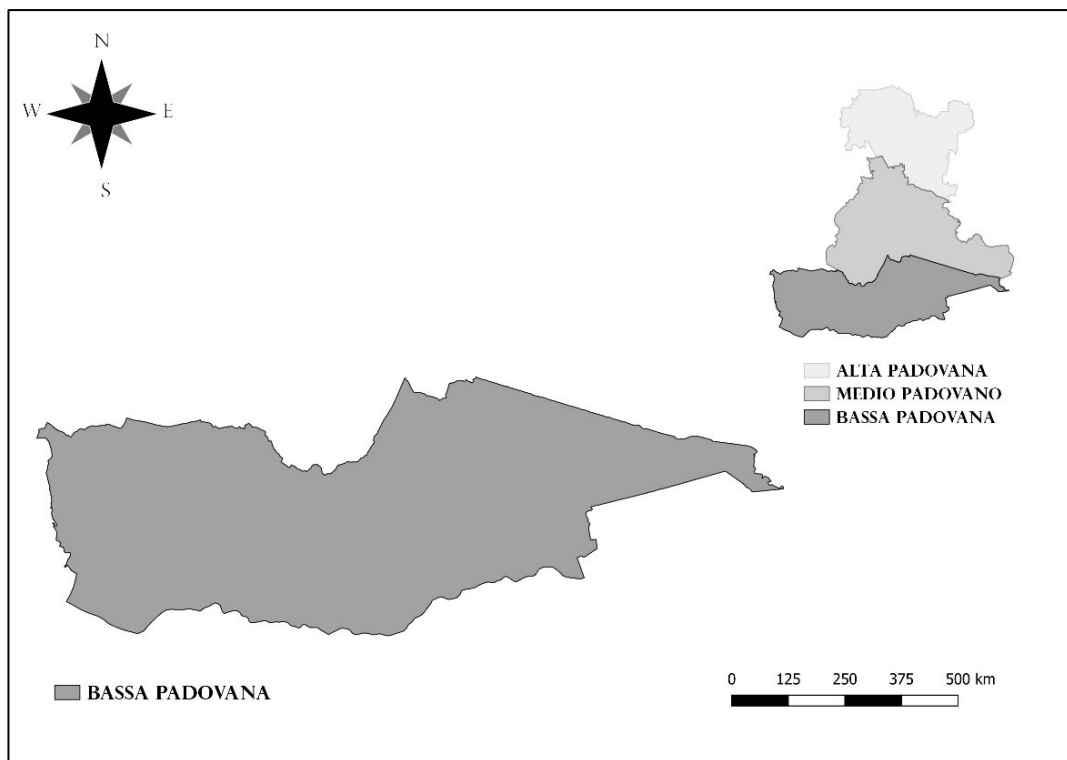 N
W E
S
ALTA PADOVANA
MEDIO PADOVANO
BASSA PADOVANA
BASSA PADOVANA
0 125 250 375 500 km